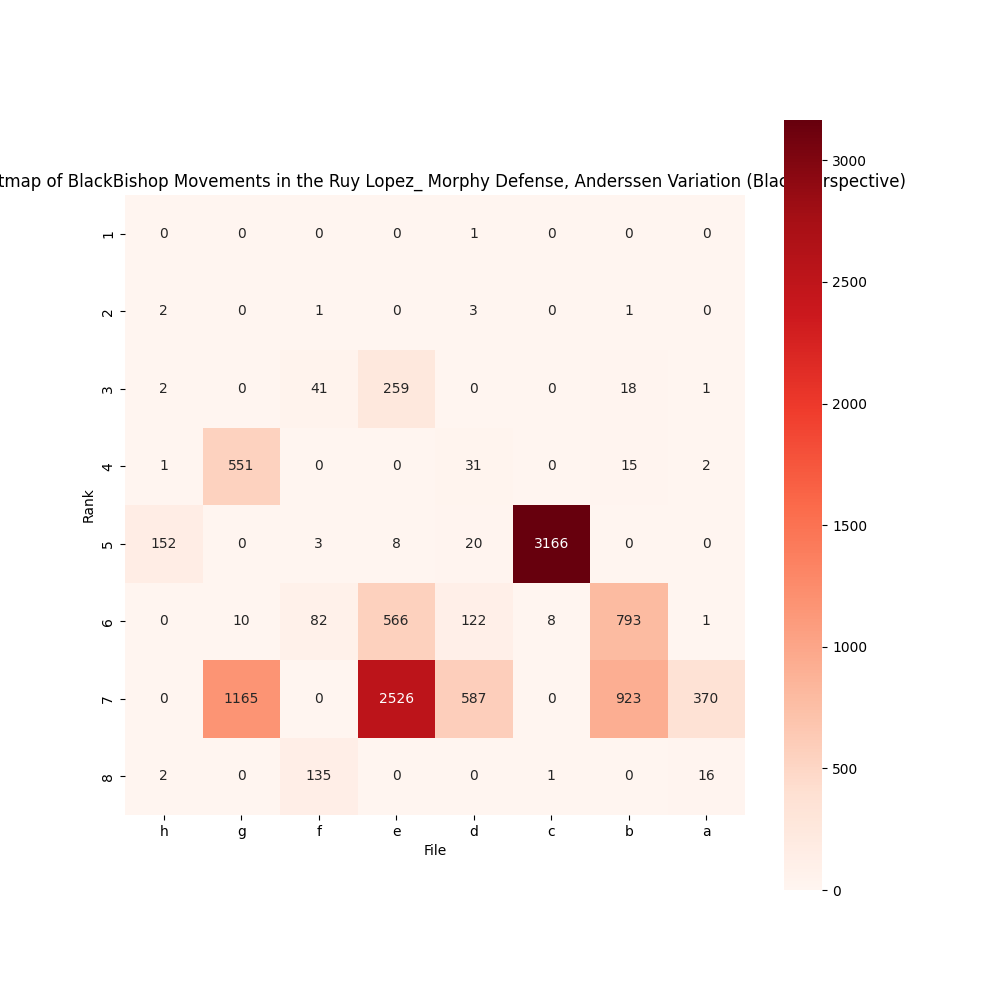 tmap of BlackBishop Movements in the Ruy Lopez_ Morphy Defense, Anderssen Variation (Blac rspective)
3000
2500
2000
1500
1000
500
0
1 0 0 0 0 1 0 0 0
2 2 0 1 0 3 0 1 0
3 2 0 41 259 0 0 18 1
4 1 551 0 0 31 0 15 2
Rank
5 152 0 3 8 20 3166 0 0
6 0 10 82 566 122 8 793 1
7 0 1165 0 2526 587 0 923 370
8 2 0 135 0 0 1 0 16
h g f e d c b a
File